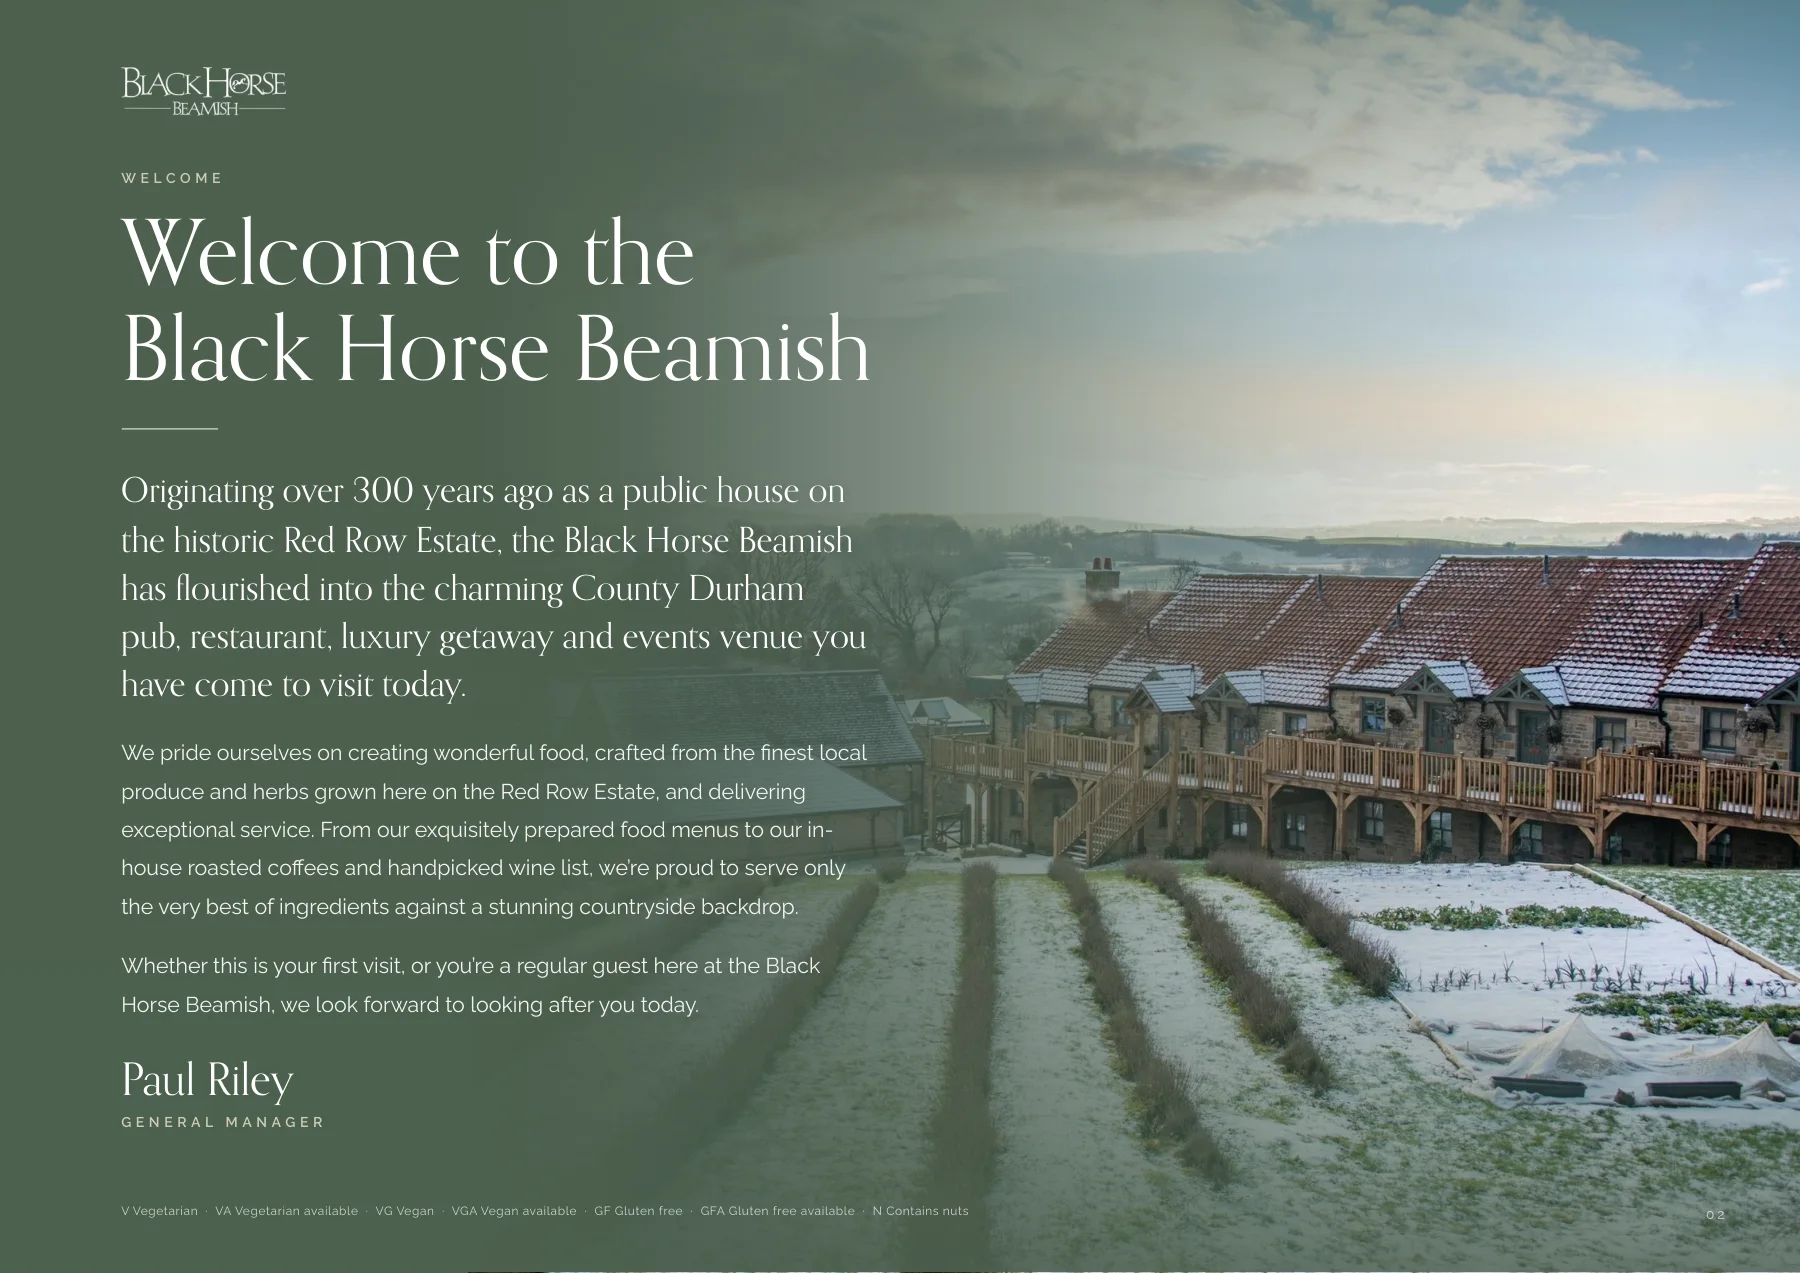 BLACK HORSE
BEAMISH
WELCOME
Welcome to the
Black Horse Beamish
Originating over 300 years ago as a public house on
the historic Red Row Estate, the Black Horse Beamish
has flourished into the charming County Durham
pub, restaurant, luxury getaway and events venue you
have come to visit today.
We pride ourselves on creating wonderful food, crafted from the finest local
produce and herbs grown here on the Red Row Estate, and delivering
exceptional service. From our exquisitely prepared food menus to our in-
house roasted coffees and handpicked wine list, we're proud to serve only
the very best of ingredients against a stunning countryside backdrop.
Whether this is your first visit, or you're a regular guest here at the Black
Horse Beamish, we look forward to looking after you today.
Paul Riley
GENERAL MANAGER
V Vegetarian · VA Vegetarian available · VG Vegan · VGA Vegan available · GF Gluten free · GFA Gluten free available · N Contains nuts
02